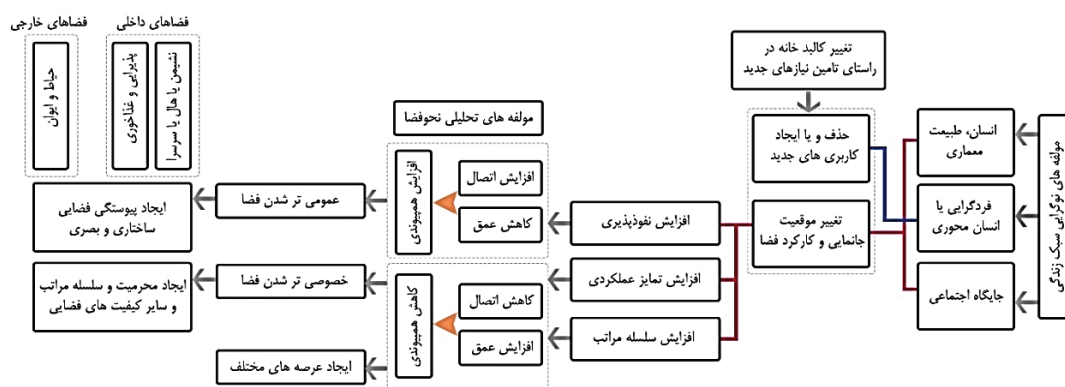 مولفه های نوگرایی سبک زندگی
انسان، طبیعت
معماری
فردگرایی یا
انسان محوری
جایگاه اجتماعی
تغییر کالبد خانه در
راستای تامین نیازهای جدید
حذف و یا ایجاد
کاربری های جدید
تغییر موقعیت
جانمایی و کارکرد فضا
افزایش نفوذپذیری
افزایش تمایز عملکردی
افزایش سلسله مراتب
مولفه های تحلیلی نحوفضا
افزایش اتصال
کاهش عمق
افزایش همپیوندی
کاهش اتصال
افزایش عمق
کاهش همپیوندی
عمومی تر شدن فضا
خصوصی تر شدن فضا
ایجاد عرصه های مختلف
فضاهای داخلی
نشیمن یا هال یا سرسرا
پذیرایی و غذاخوری
فضاهای خارجی
حیاط و ایوان
ایجاد پیوستگی فضایی
ساختاری و بصری
ایجاد محرمیت و سلسله مراتب
و سایر کیفیت های فضایی